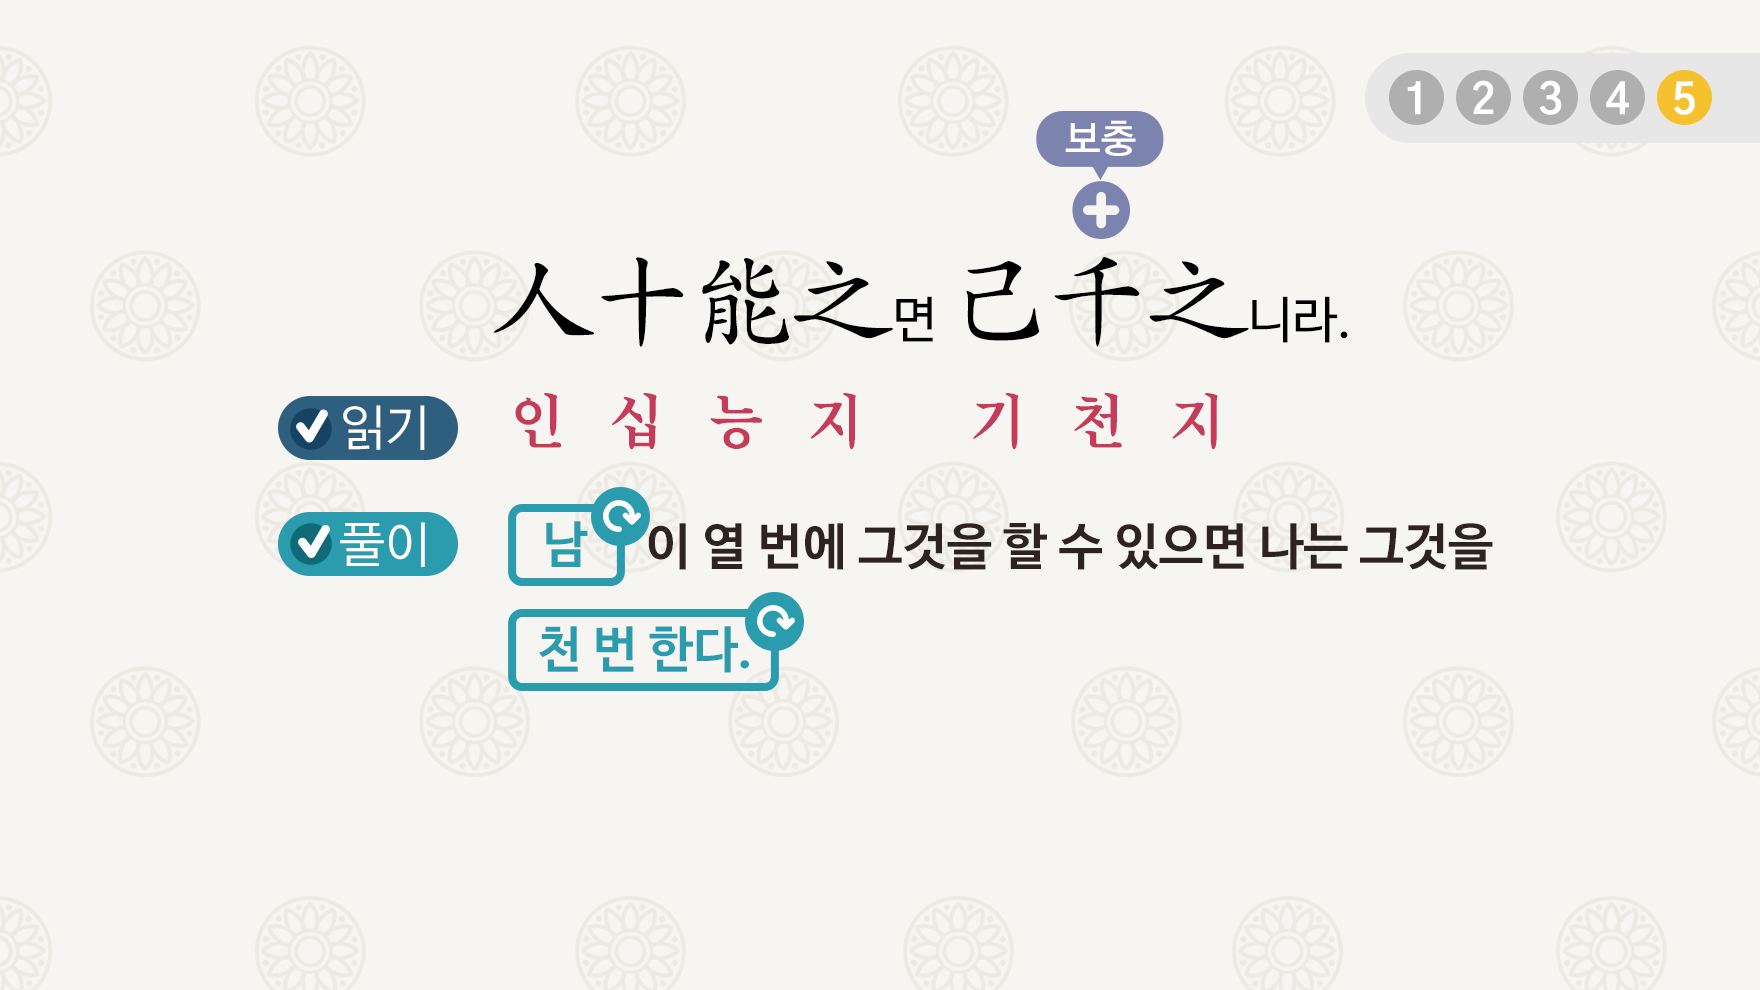 1 2 3 4 5
보충
人十能之면 己千之니라.
읽기 인 십 능 지 기 천 지
풀이 남이 열 번에 그것을 할 수 있으면 나는 그것을
천 번 한다.